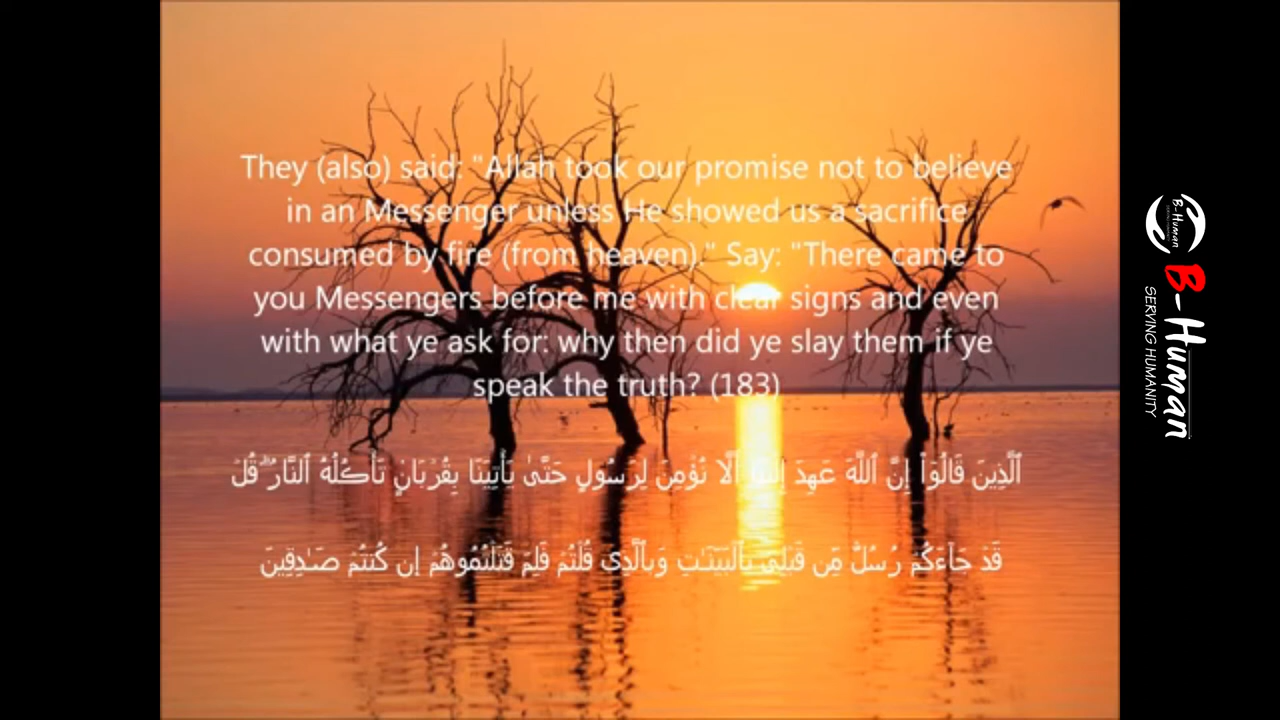 They (also) said: "Allah took our promise not to believe
in an Messenger unless He showed us a sacrifice
consumed by fire (from heaven)." Say: "There came to
you Messengers before me with clear signs and even
with what ye ask for: why then did ye slay them if ye
speak the truth? (183)
ٱلَّذِينَ قَالُوٓا۟ إِنَّ ٱللَّهَ عَهِدَ إِلَيْنَآ أَلَّا نُؤْمِنَ لِرَسُولٍ حَتَّىٰ يَأْتِيَنَا بِقُرْبَانٍ تَأْكُلُهُ ٱلنَّارُ ۗ قُلْ
قَدْ جَآءَكُمْ رُسُلٌ مِّن قَبْلِى بِٱلْبَيِّنَـٰتِ وَبِٱلَّذِى قُلْتُمْ فَلِمَ قَتَلْتُمُوهُمْ إِن كُنتُمْ صَـٰدِقِينَ
B-Human
B-Human
SERVING HUMANITY